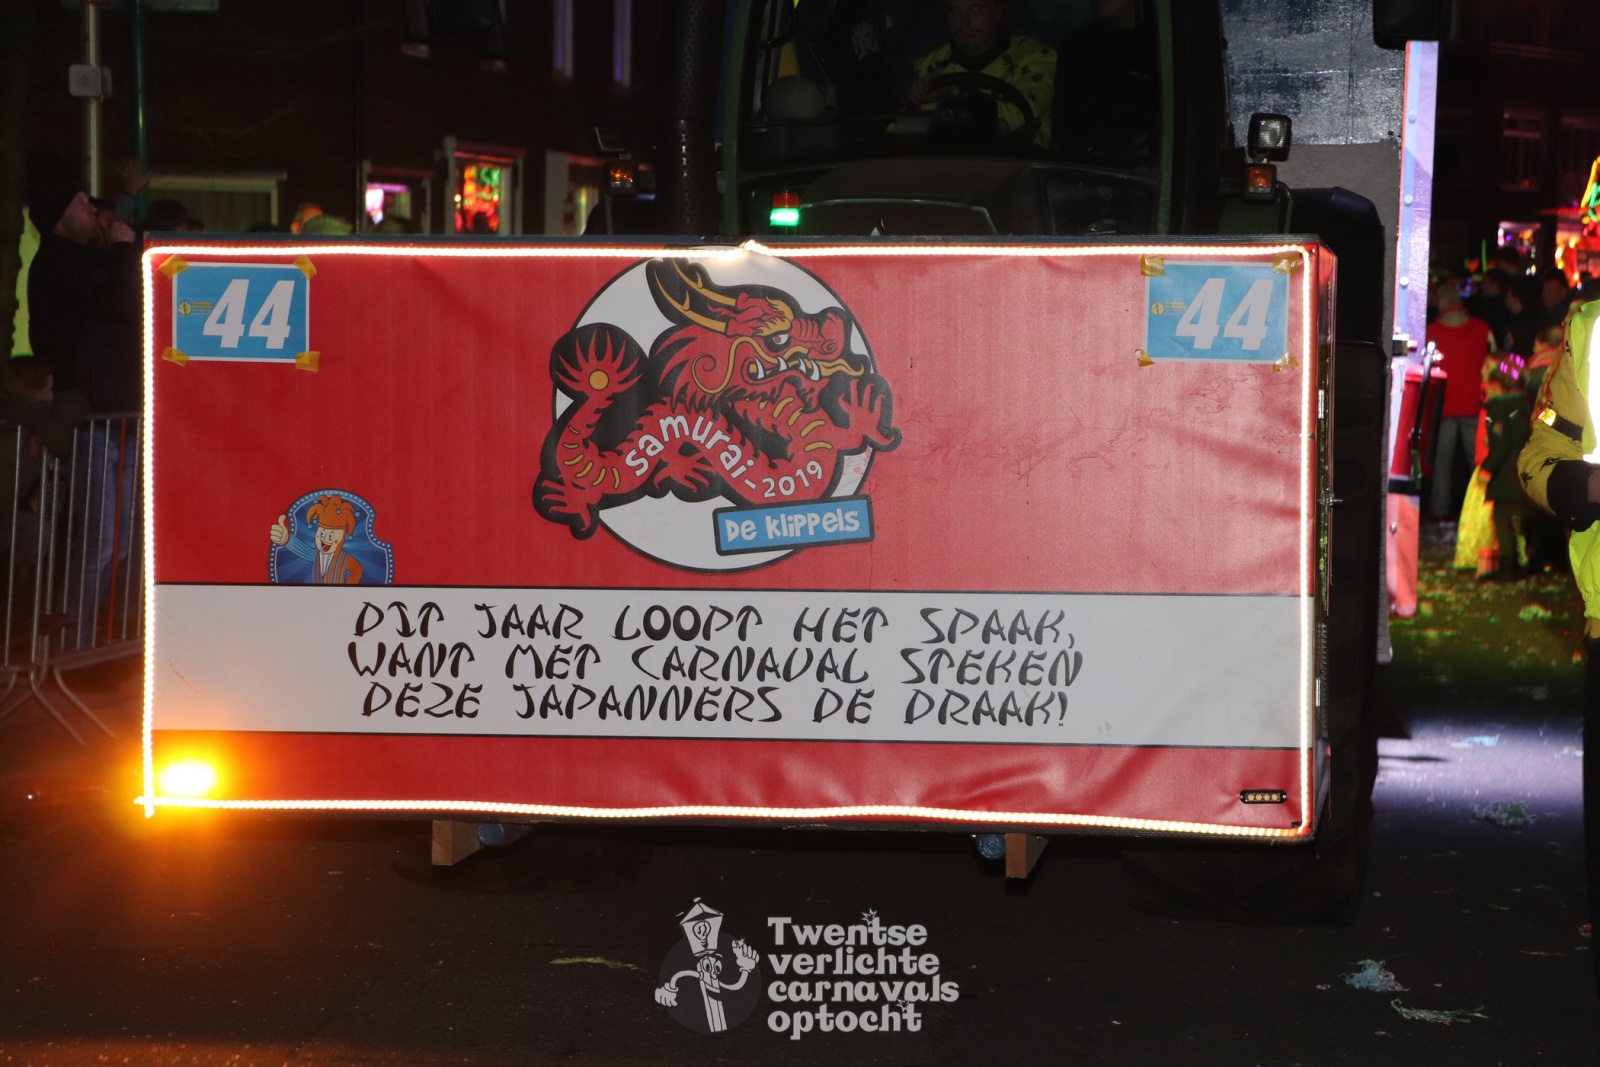 44
44
samurai-2019
De Klippels
DIT JAAR LOOPT HET SPAAK,
WANT MET CARNAVAL STEKEN
DEZE JAPANNERS DE DRAAK!
Twentse
verlichte
carnavals
optocht